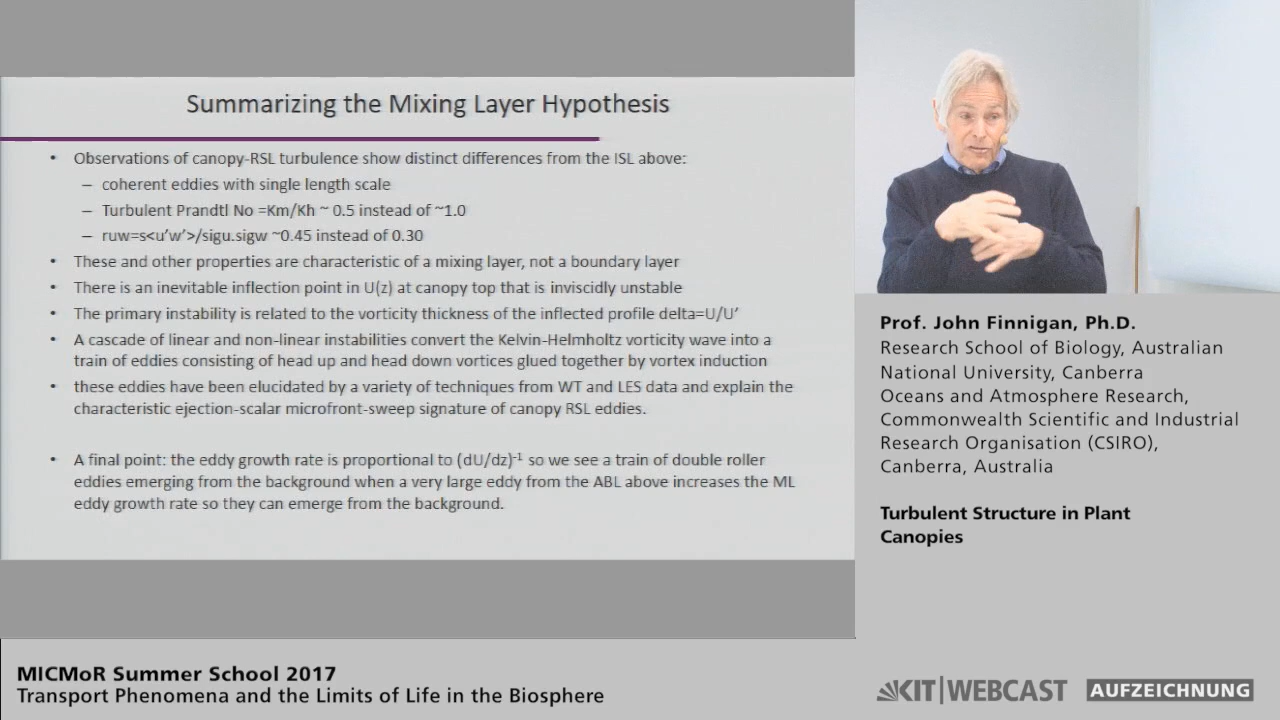 Summarizing the Mixing Layer Hypothesis
• Observations of canopy-RSL turbulence show distinct differences from the ISL above:
– coherent eddies with single length scale
– Turbulent Prandtl No =Km/Kh ~ 0.5 instead of ~1.0
– ruw=s<u'w'>/sigu.sigw ~0.45 instead of 0.30
• These and other properties are characteristic of a mixing layer, not a boundary layer
• There is an inevitable inflection point in U(z) at canopy top that is inviscidly unstable
• The primary instability is related to the vorticity thickness of the inflected profile delta=U/U'
• A cascade of linear and non-linear instabilities convert the Kelvin-Helmholtz vorticity wave into a
train of eddies consisting of head up and head down vortices glued together by vortex induction
• these eddies have been elucidated by a variety of techniques from WT and LES data and explain the
characteristic ejection-scalar microfront-sweep signature of canopy RSL eddies.
• A final point: the eddy growth rate is proportional to (dU/dz)⁻¹ so we see a train of double roller
eddies emerging from the background when a very large eddy from the ABL above increases the ML
eddy growth rate so they can emerge from the background.
Prof. John Finnigan, Ph.D.
Research School of Biology, Australian
National University, Canberra
Oceans and Atmosphere Research,
Commonwealth Scientific and Industrial
Research Organisation (CSIRO),
Canberra, Australia
Turbulent Structure in Plant
Canopies
MICMoR Summer School 2017
Transport Phenomena and the Limits of Life in the Biosphere
KIT|WEBCAST AUFZEICHNUNG